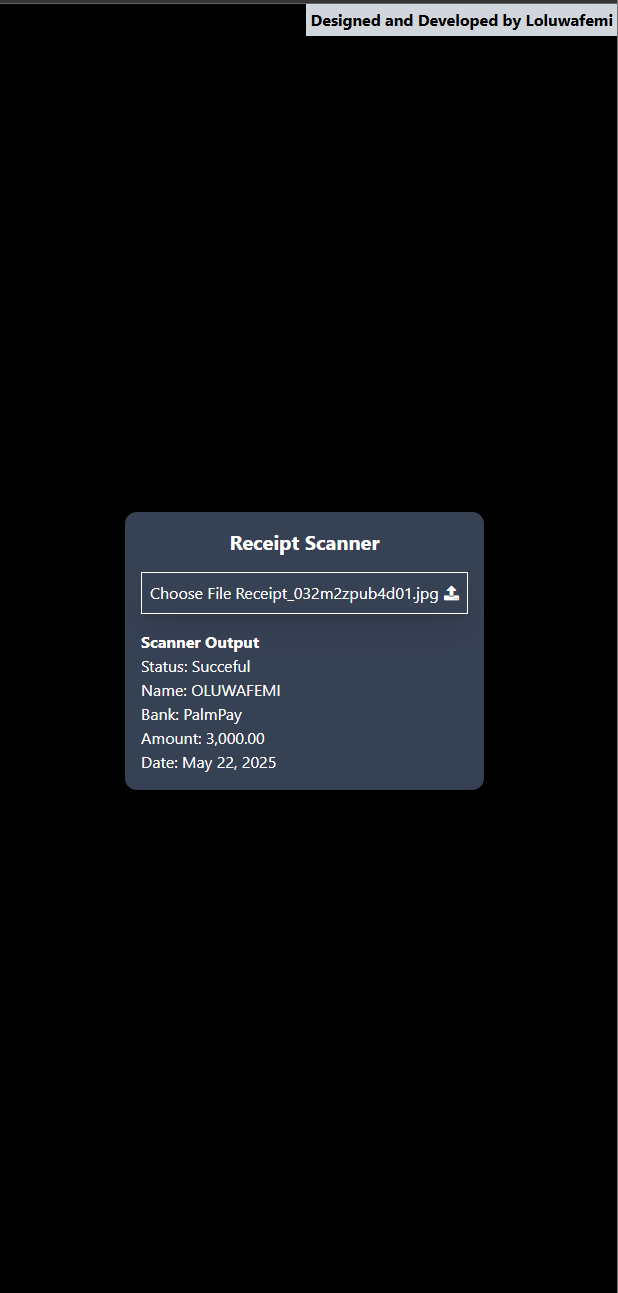 Designed and Developed by Loluwafemi
Receipt Scanner
Choose File Receipt_032m2zpub4d01.jpg
Scanner Output
Status: Succeful
Name: OLUWAFEMI
Bank: PalmPay
Amount: 3,000.00
Date: May 22, 2025